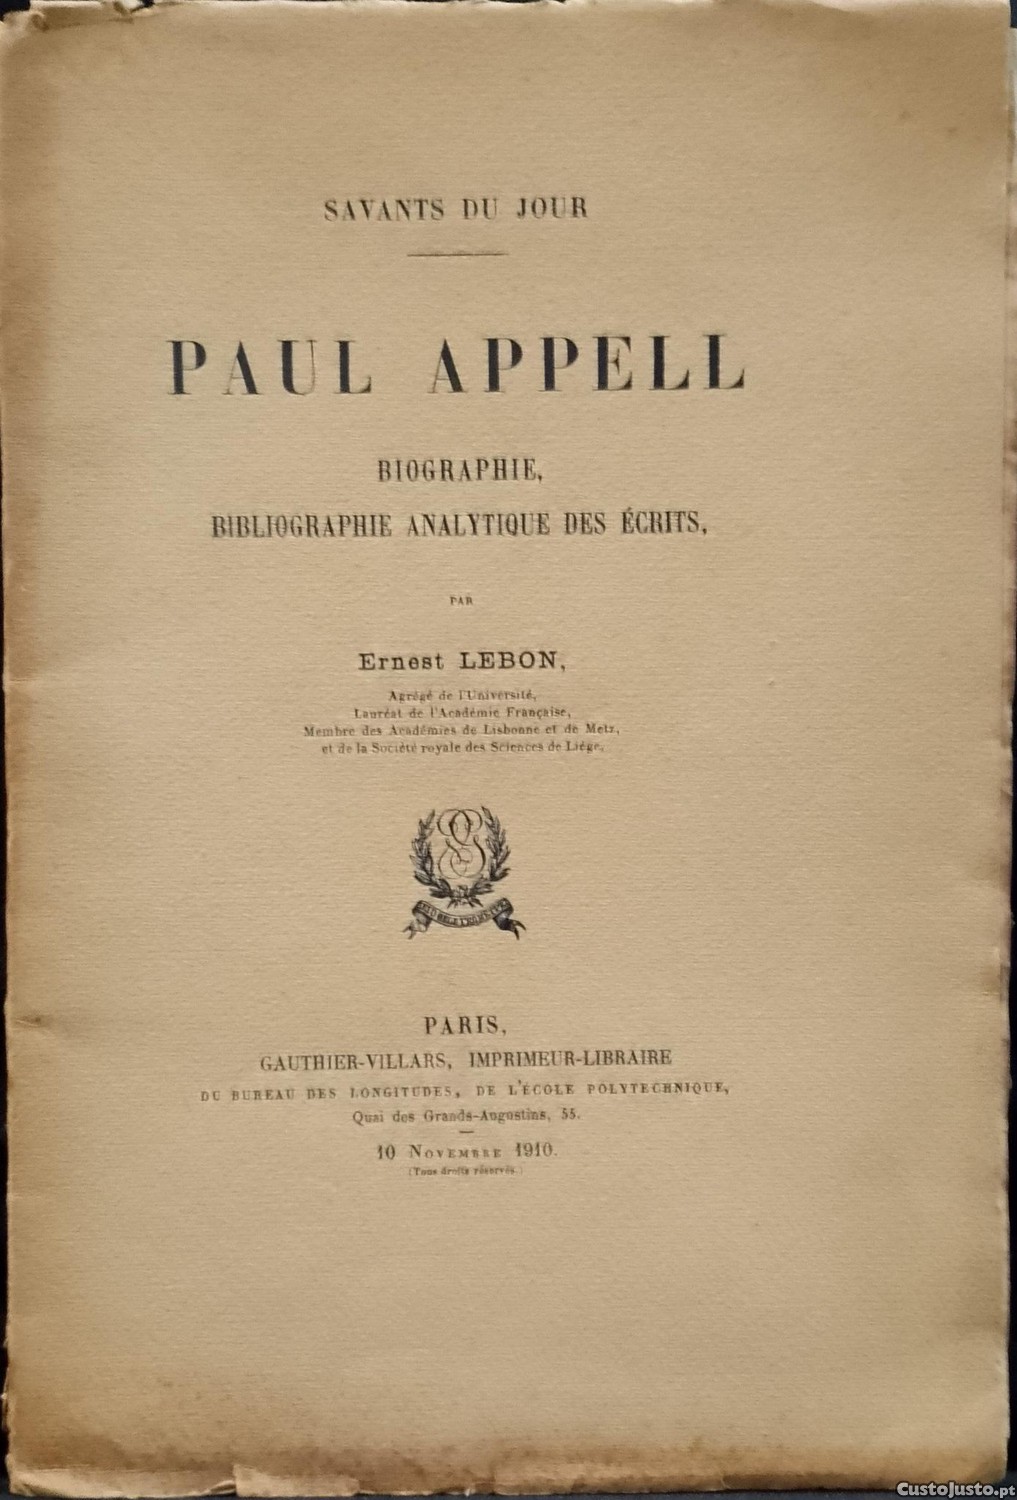 SAVANTS DU JOUR
PAUL APPELL
BIOGRAPHIE,
BIBLIOGRAPHIE ANALYTIQUE DES ÉCRITS,
PAR
Ernest LEBON,
Agrégé de l'Université,
Lauréat de l'Académie Française,
Membre des Académies de Lisbonne et de Metz,
et de la Société royale des Sciences de Liége,
PARIS,
GAUTHIER-VILLARS, IMPRIMEUR-LIBRAIRE
DU BUREAU DES LONGITUDES, DE L'ÉCOLE POLYTECHNIQUE,
Quai des Grands-Augustins, 55.
10 NOVEMBRE 1910.
(Tous droits réservés.)
CustoJusto.pt